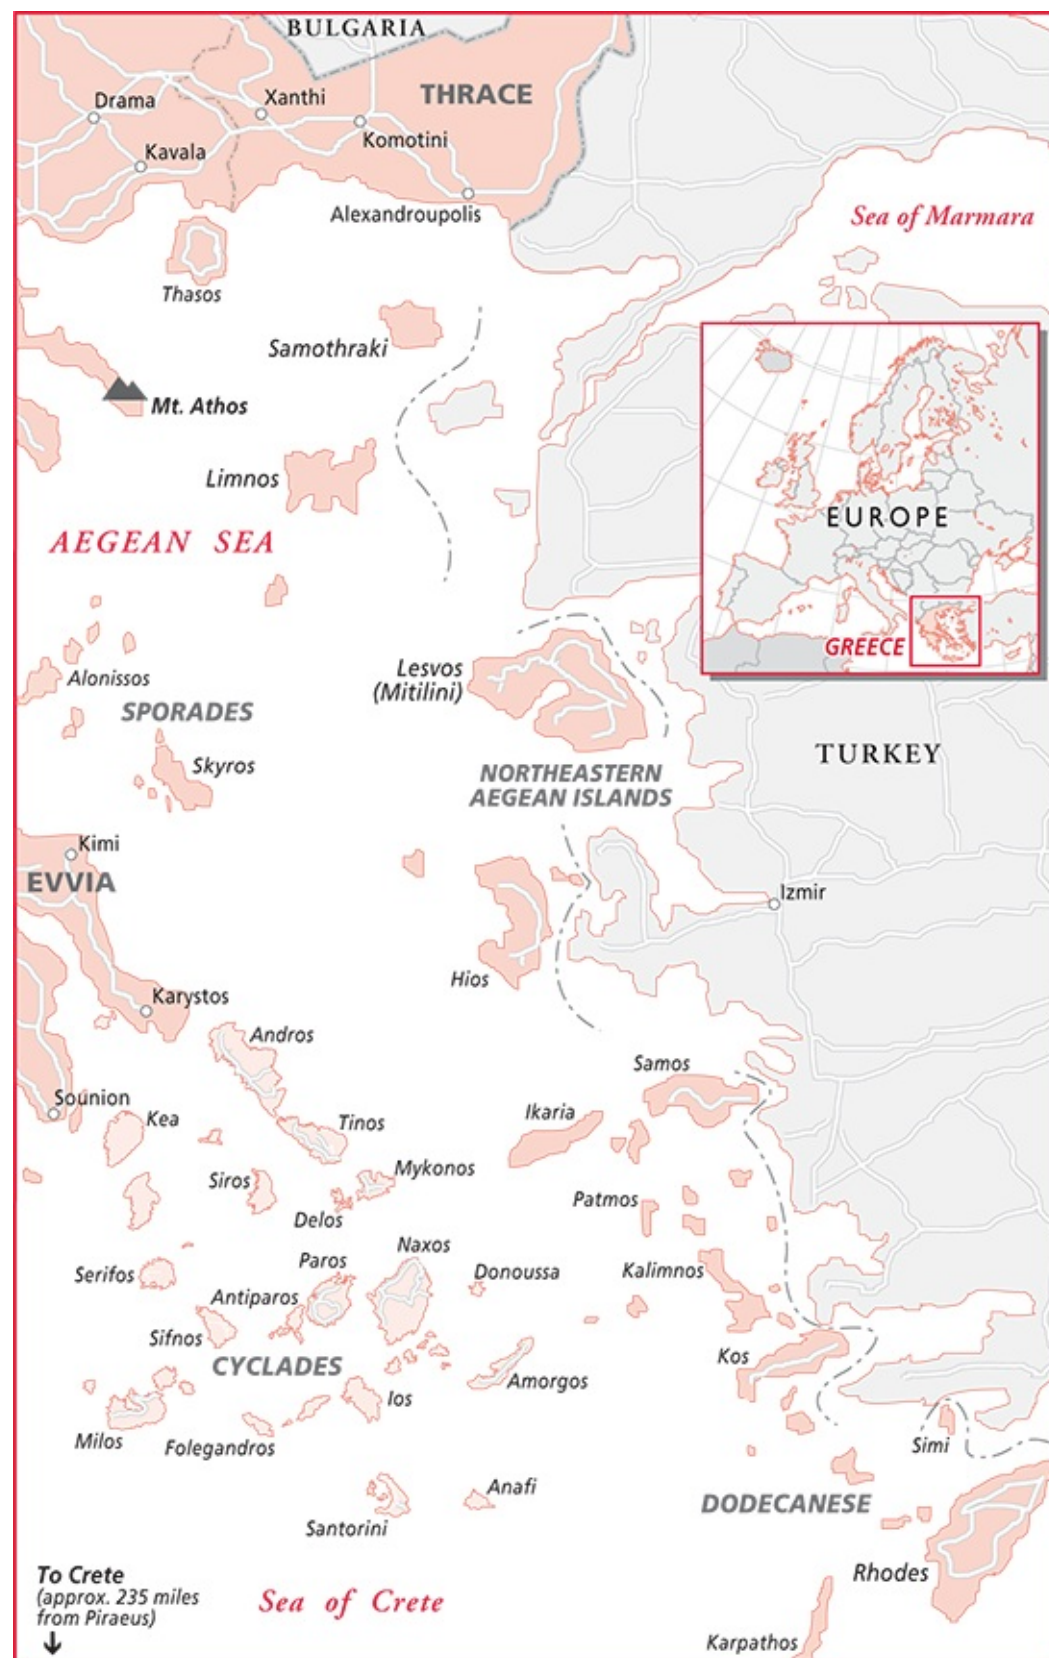 BULGARIA
THRACE
Drama
Xanthi
Komotini
Kavala
Alexandroupolis
Sea of Marmara
Thasos
Samothraki
Mt. Athos
Limnos
EUROPE
GREECE
AEGEAN SEA
Alonissos
SPORADES
Lesvos
(Mitilini)
Skyros
NORTHEASTERN
AEGEAN ISLANDS
TURKEY
Kimi
EVVIA
Izmir
Hios
Karystos
Andros
Samos
Sounion
Kea
Tinos
Ikaria
Mykonos
Siros
Delos
Patmos
Naxos
Paros
Serifos
Donoussa
Kalimnos
Antiparos
Sifnos
CYCLADES
Kos
Amorgos
Ios
Milos
Folegandros
Simi
Anafi
Santorini
DODECANESE
Rhodes
To Crete
(approx. 235 miles
from Piraeus)
Sea of Crete
Karpathos